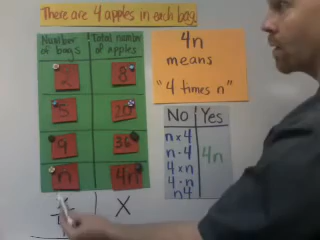 There are 4 apples in each bag
Number of bags Total number of apples
2 8
5 20
9 36
n 4n
X
4n
means
"4 times n"
No Yes
n×4
n·4
4×n
4·n
n4
4n